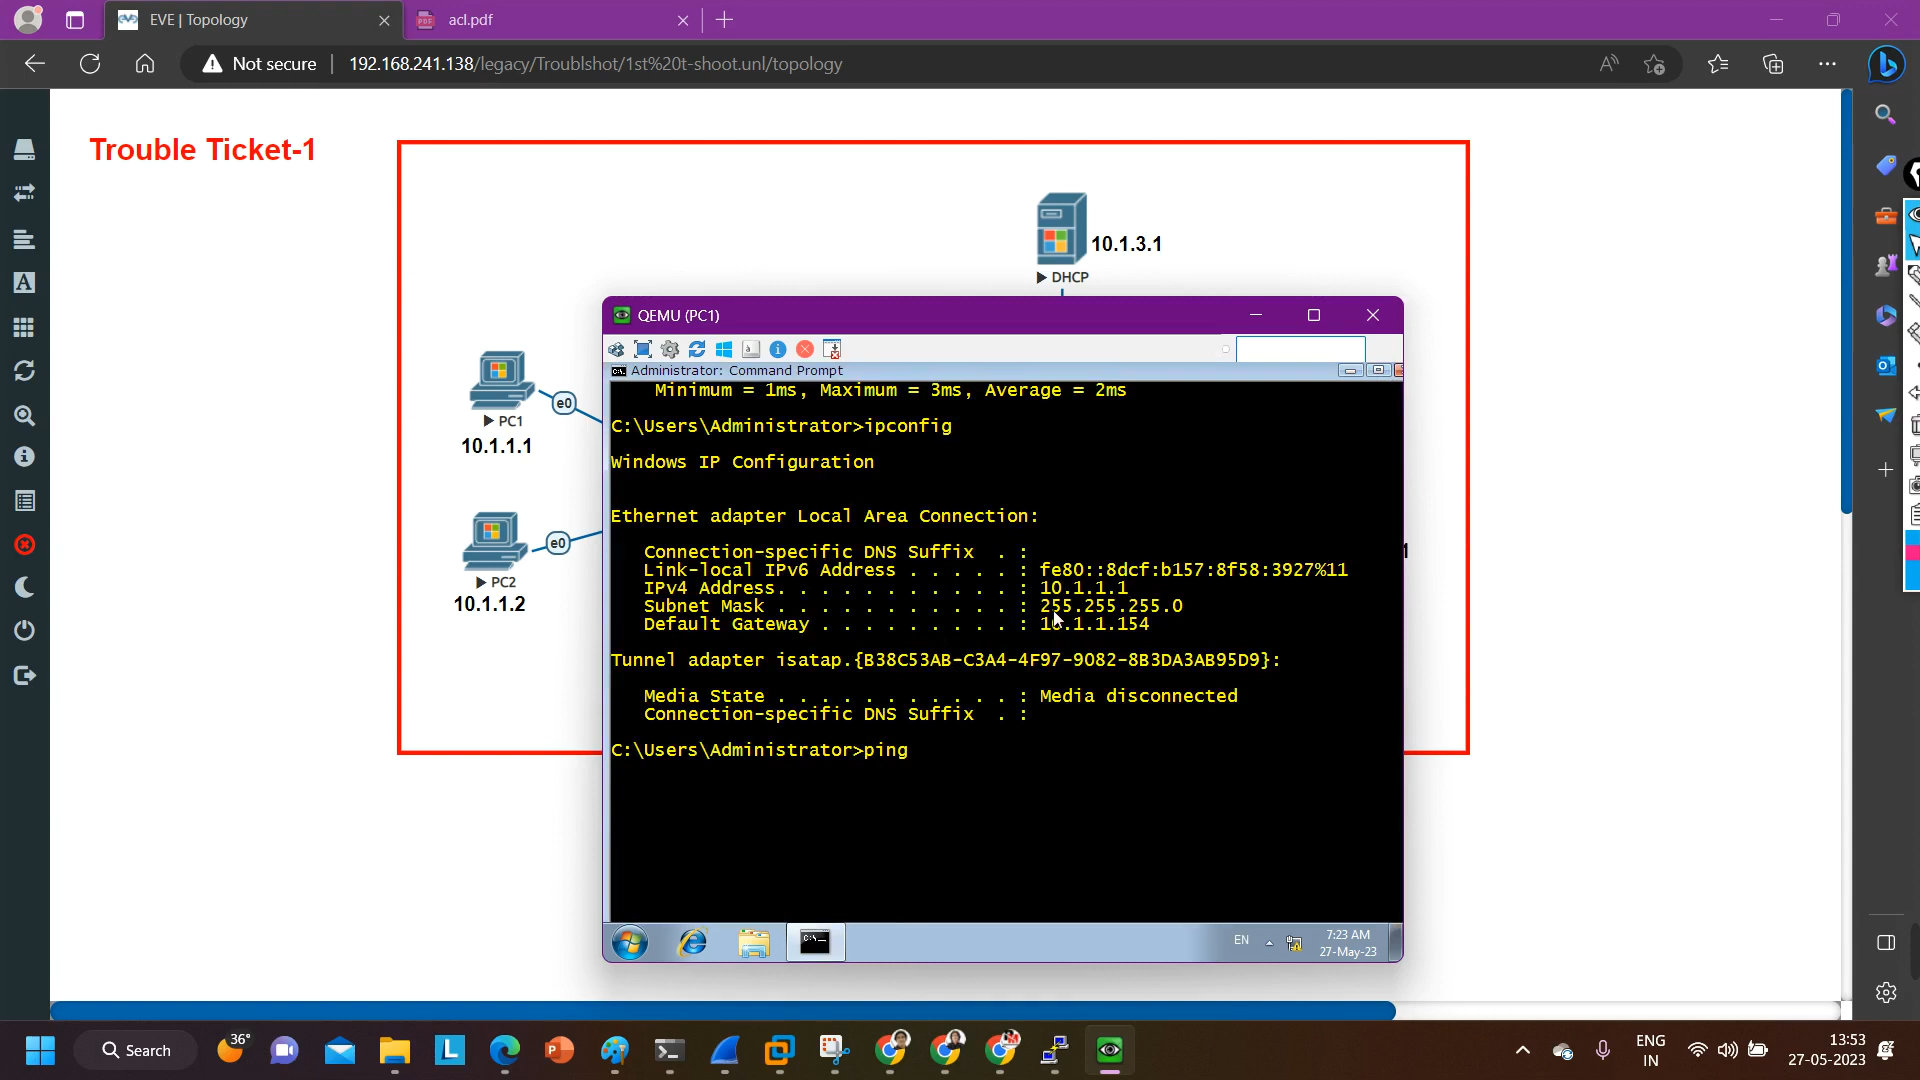 EVE | Topology
acl.pdf
Not secure
192.168.241.138/legacy/Troublshot/1st%20t-shoot.unl/topology
Trouble Ticket-1
10.1.3.1
DHCP
QEMU (PC1)
Administrator: Command Prompt
Minimum = 1ms, Maximum = 3ms, Average = 2ms
C:\Users\Administrator>ipconfig
Windows IP Configuration
Ethernet adapter Local Area Connection:
Connection-specific DNS Suffix . :
Link-local IPv6 Address . . . . . : fe80::8dcf:b157:8f58:3927%11
IPv4 Address. . . . . . . . . . . : 10.1.1.1
Subnet Mask . . . . . . . . . . . : 255.255.255.0
Default Gateway . . . . . . . . . : 10.1.1.154
Tunnel adapter isatap.{B38C53AB-C3A4-4F97-9082-8B3DA3AB95D9}:
Media State . . . . . . . . . . . : Media disconnected
Connection-specific DNS Suffix . :
C:\Users\Administrator>ping
e0
PC1
10.1.1.1
e0
PC2
10.1.1.2
EN
7:23 AM
27-May-23
Search
36°
ENG
IN
13:53
27-05-2023